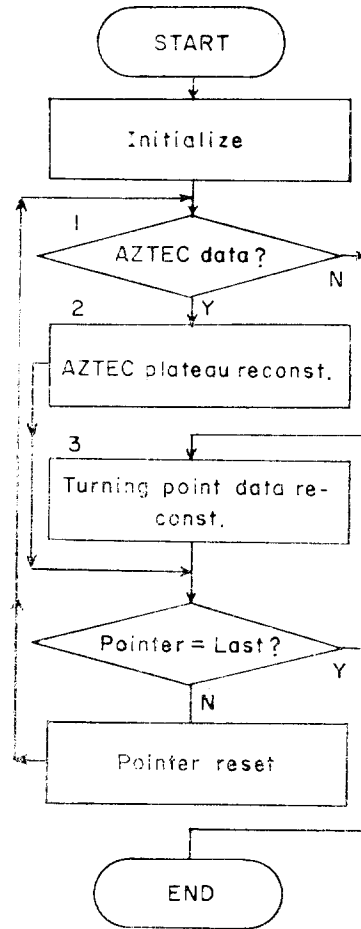 START
Initialize
1
AZTEC data?
N
Y
2
AZTEC plateau reconst.
3
Turning point data re-
const.
Pointer = Last?
Y
N
Pointer reset
END